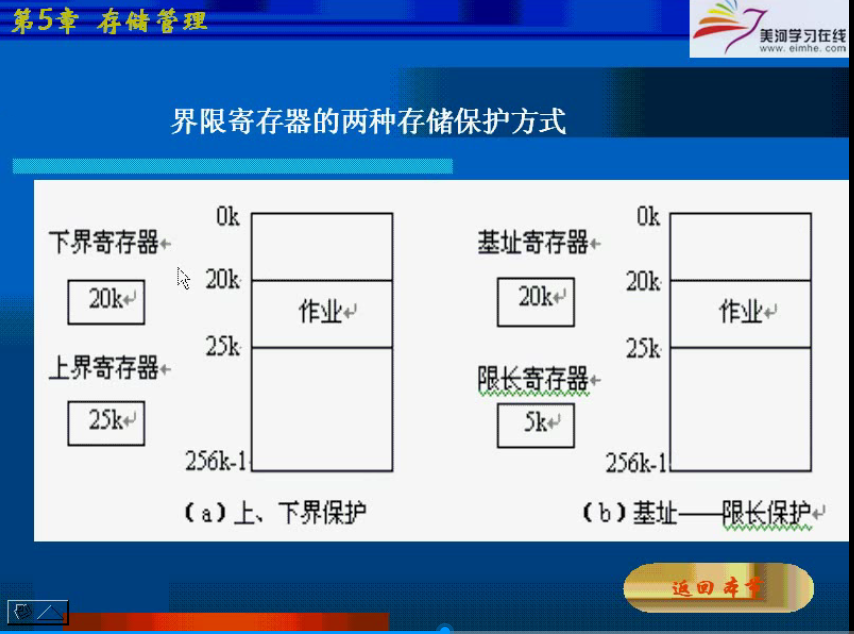 第5章 存储管理
美河学习在线
www.eimhe.com
界限寄存器的两种存储保护方式
下界寄存器
20k
上界寄存器
25k
0k
20k
作业
25k
256k-1
(a)上、下界保护
基址寄存器
20k
限长寄存器
5k
0k
20k
作业
25k
256k-1
(b)基址——限长保护
返回本章